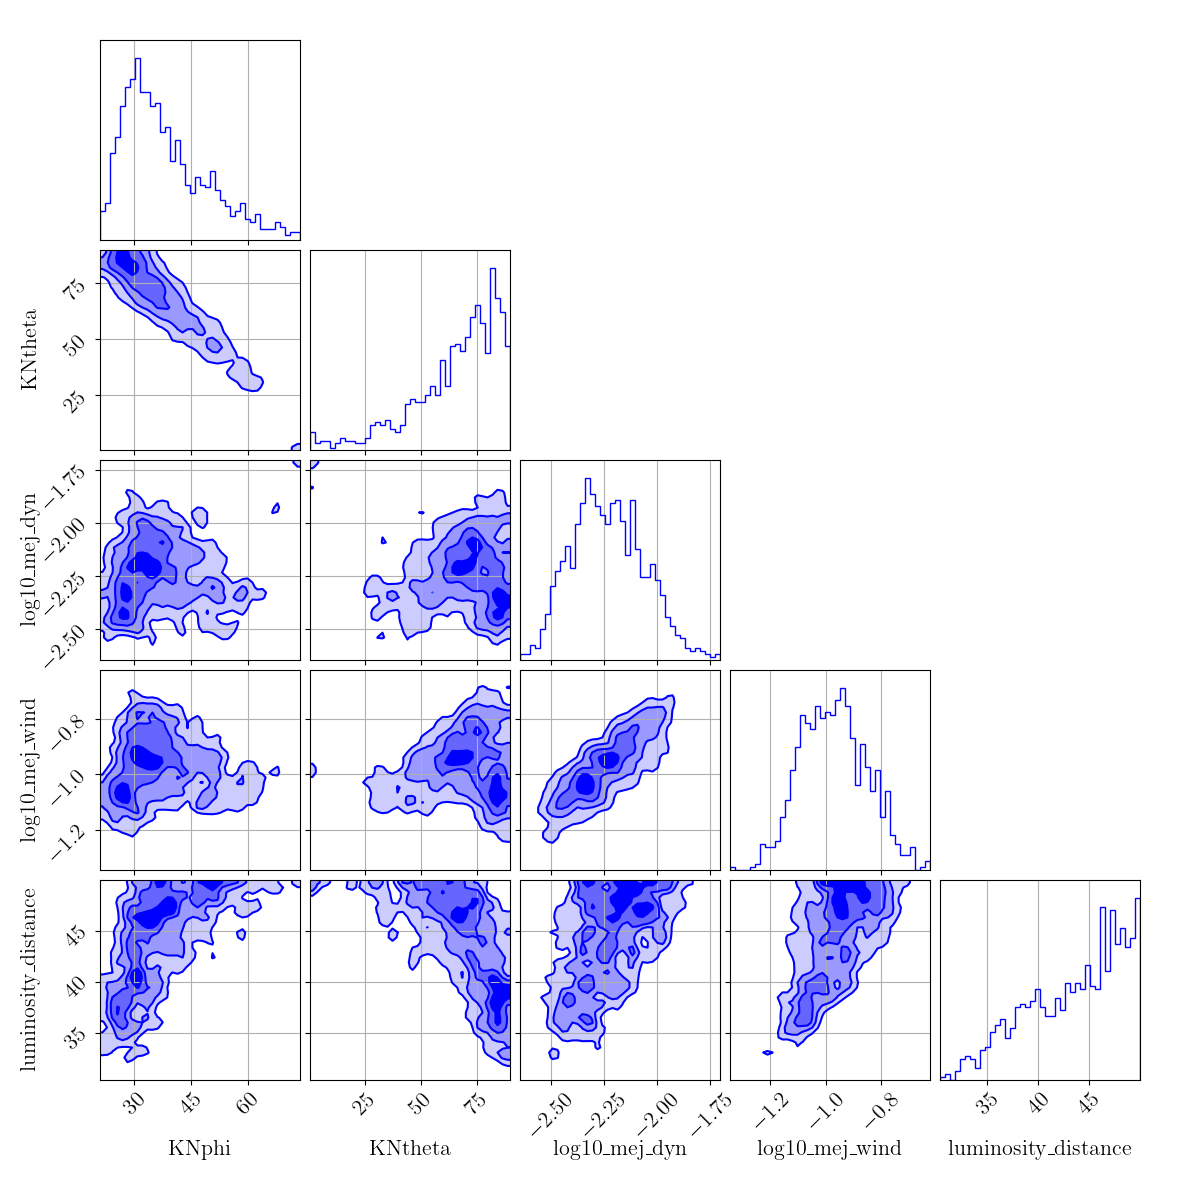 KNtheta
75
50
25
log10_mej_dyn
−1.75
−2.00
−2.25
−2.50
log10_mej_wind
−0.8
−1.0
−1.2
luminosity_distance
45
40
35
30 45 60
25 50 75
−2.50 −2.25 −2.00 −1.75
−1.2 −1.0 −0.8
35 40 45
KNphi KNtheta log10_mej_dyn log10_mej_wind luminosity_distance